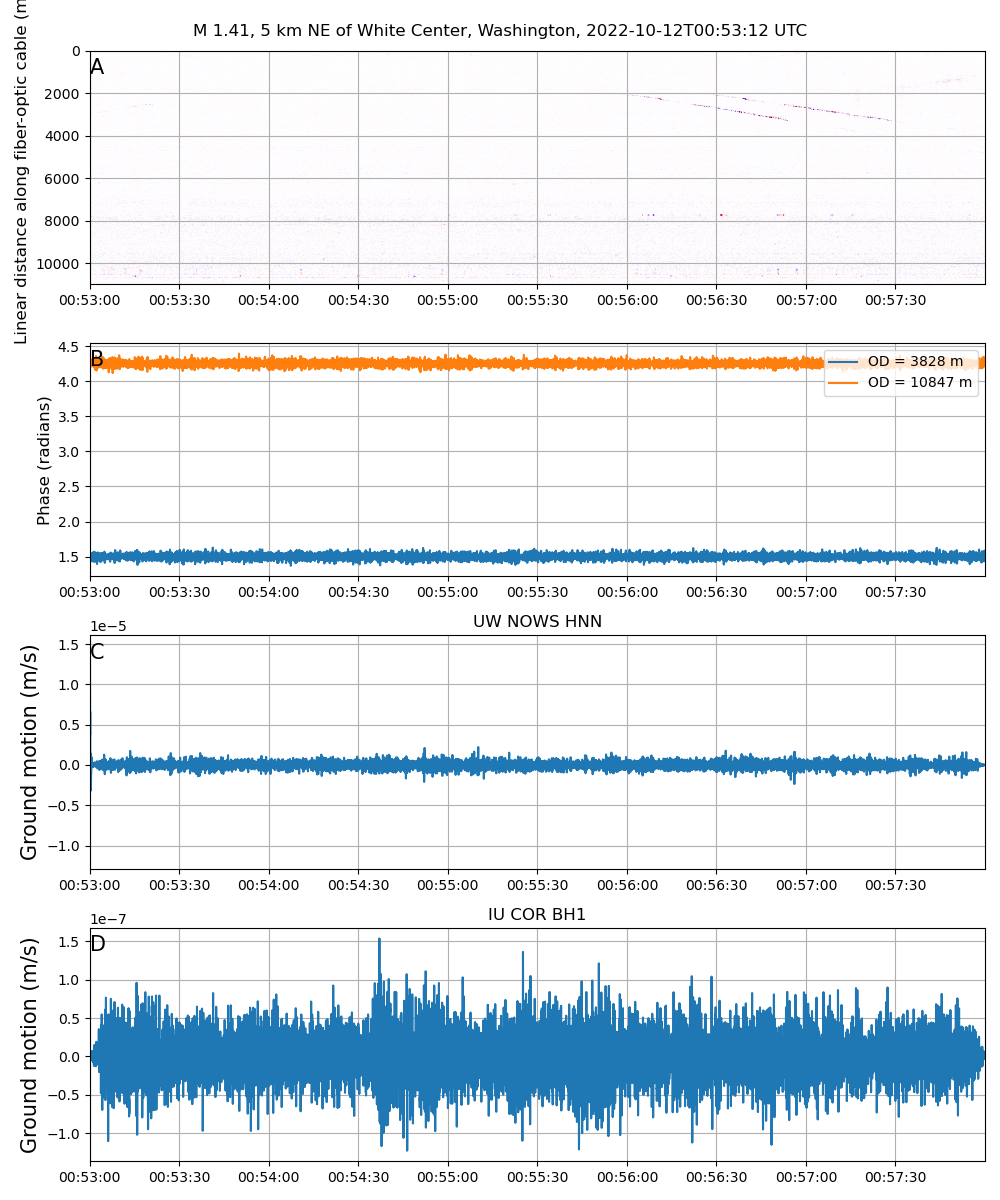 M 1.41, 5 km NE of White Center, Washington, 2022-10-12T00:53:12 UTC
Linear distance along fiber-optic cable (m
A
0
2000
4000
6000
8000
10000
00:53:00 00:53:30 00:54:00 00:54:30 00:55:00 00:55:30 00:56:00 00:56:30 00:57:00 00:57:30
Phase (radians)
B
4.5
4.0
3.5
3.0
2.5
2.0
1.5
OD = 3828 m
OD = 10847 m
00:53:00 00:53:30 00:54:00 00:54:30 00:55:00 00:55:30 00:56:00 00:56:30 00:57:00 00:57:30
UW NOWS HNN
1e−5
Ground motion (m/s)
C
1.5
1.0
0.5
0.0
−0.5
−1.0
00:53:00 00:53:30 00:54:00 00:54:30 00:55:00 00:55:30 00:56:00 00:56:30 00:57:00 00:57:30
IU COR BH1
1e−7
Ground motion (m/s)
D
1.5
1.0
0.5
0.0
−0.5
−1.0
00:53:00 00:53:30 00:54:00 00:54:30 00:55:00 00:55:30 00:56:00 00:56:30 00:57:00 00:57:30